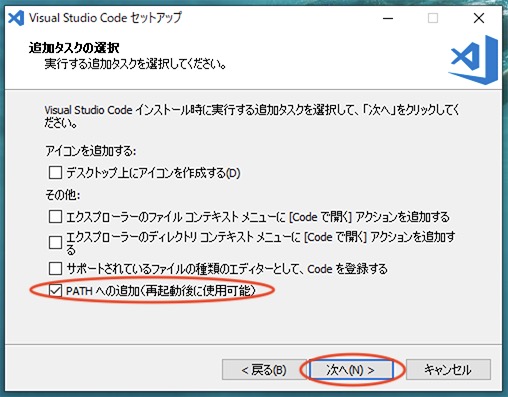 Visual Studio Code セットアップ
追加タスクの選択
実行する追加タスクを選択してください。
Visual Studio Code インストール時に実行する追加タスクを選択して、「次へ」をクリックしてく
ださい。
アイコンを追加する:
デスクトップ上にアイコンを作成する(D)
その他:
エクスプローラーのファイル コンテキスト メニューに [Code で開く] アクションを追加する
エクスプローラーのディレクトリ コンテキスト メニューに [Code で開く] アクションを追加す
る
サポートされているファイルの種類のエディターとして、Code を登録する
PATH への追加（再起動後に使用可能）
< 戻る(B)
次へ(N) >
キャンセル